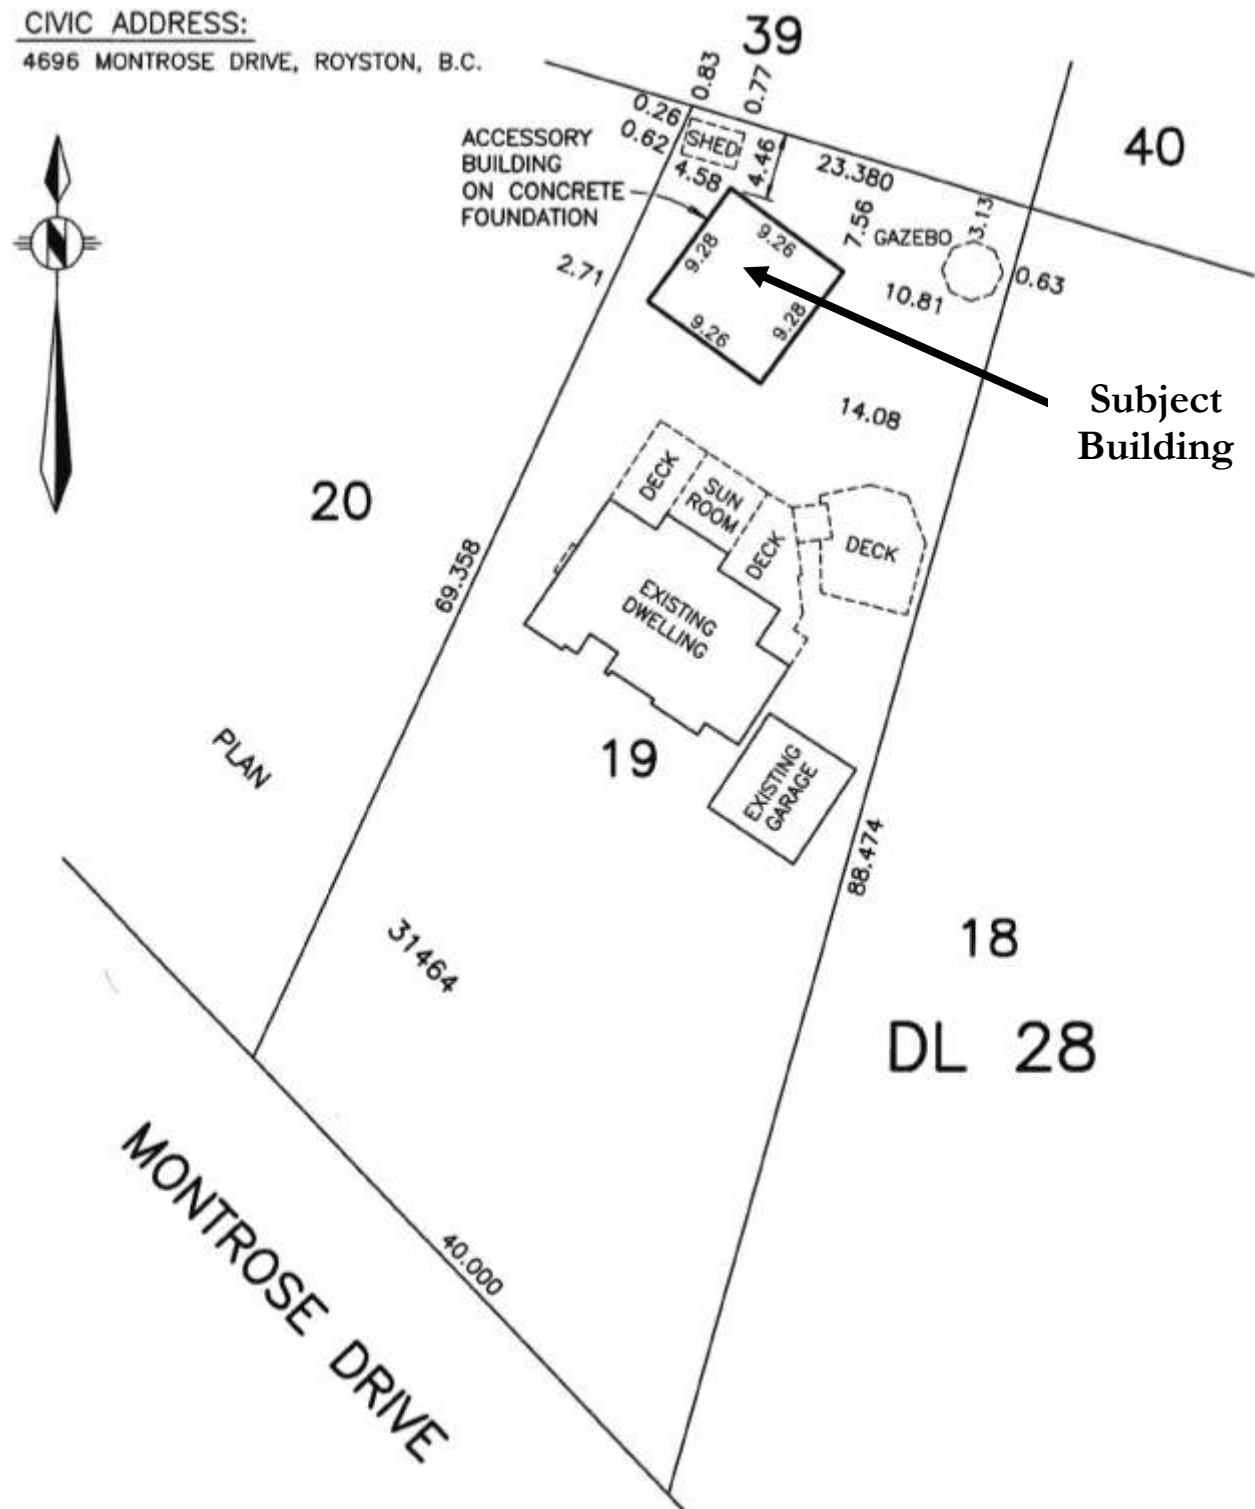 CIVIC ADDRESS:
4696 MONTROSE DRIVE, ROYSTON, B.C.
39
40
0.83
0.77
0.26
0.62
SHED
4.58
4.46
23.380
ACCESSORY
BUILDING
ON CONCRETE
FOUNDATION
7.56
GAZEBO
3.13
0.63
2.71
9.26
9.28
9.28
9.26
10.81
Subject
Building
14.08
20
DECK
SUN
ROOM
DECK
DECK
69.358
EXISTING
DWELLING
19
EXISTING
GARAGE
PLAN
88.474
31464
18
DL 28
MONTROSE DRIVE
40.000